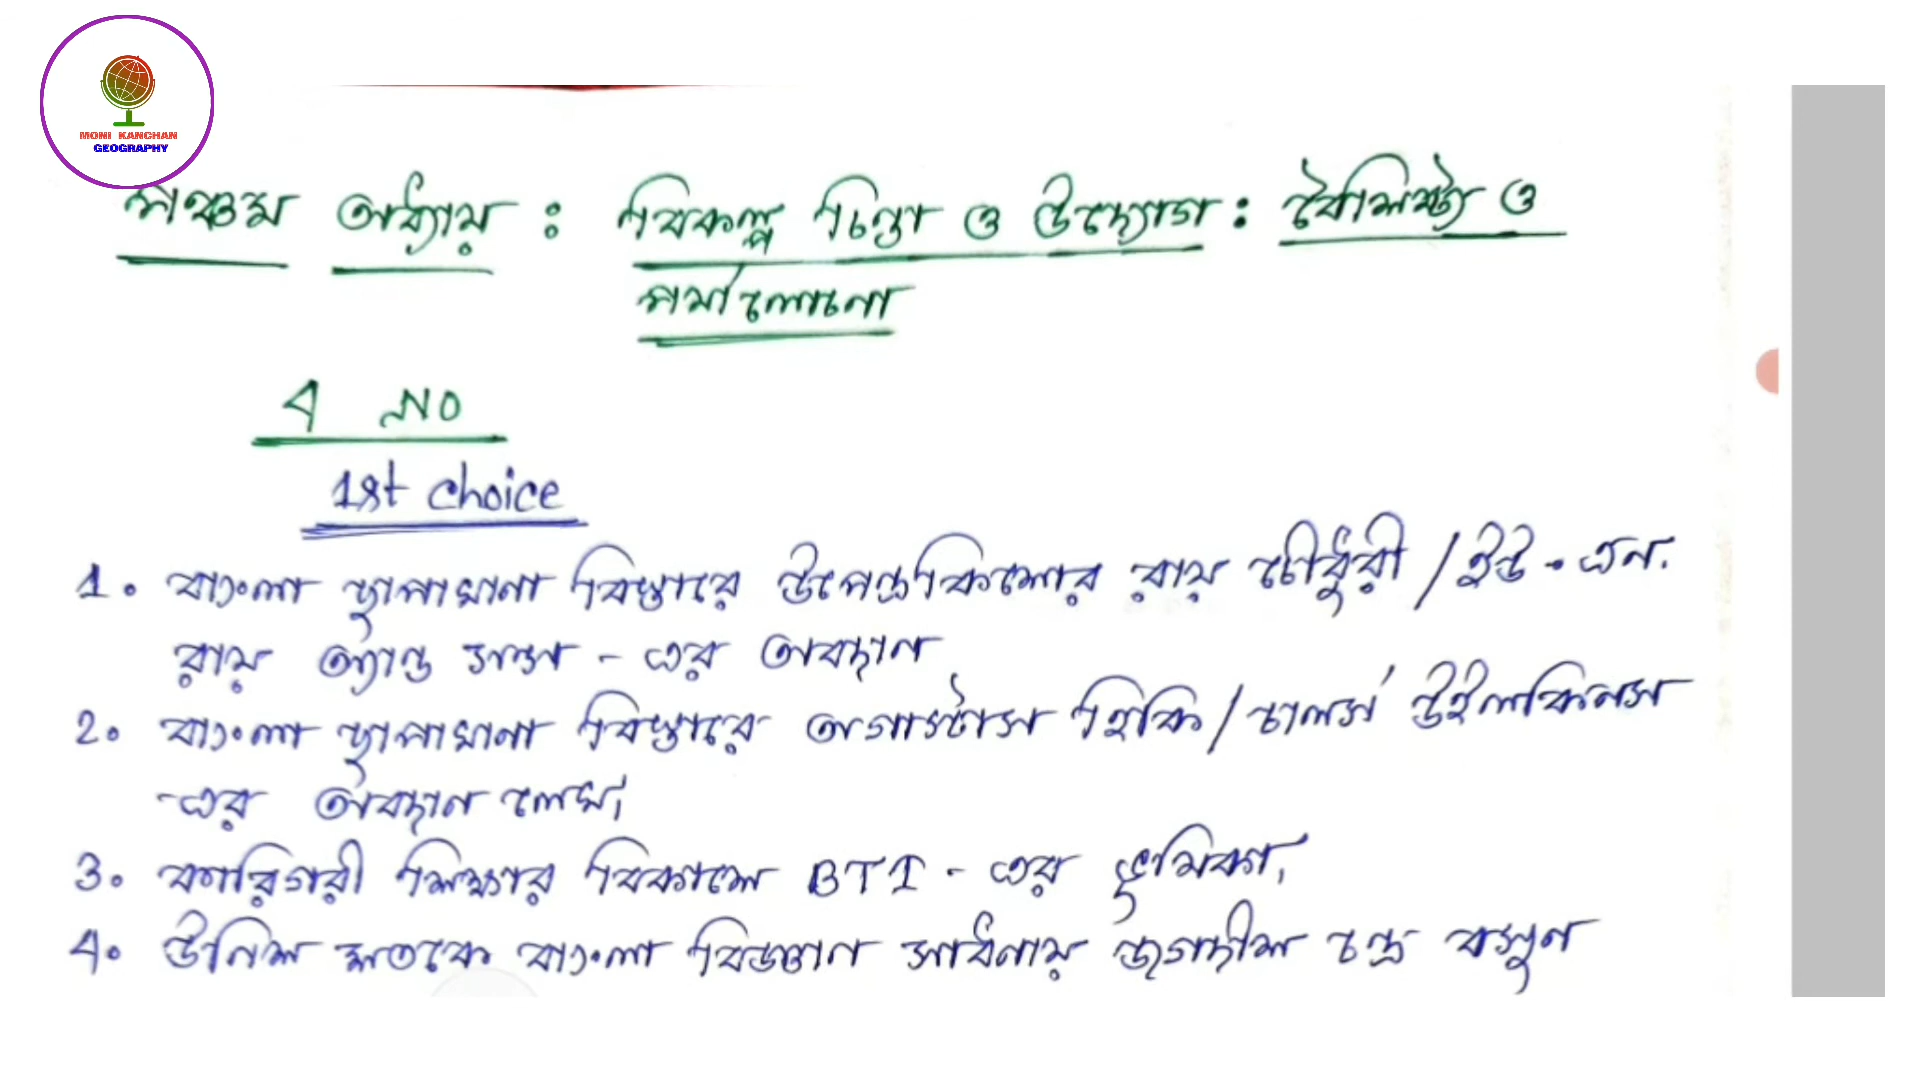 MONI KANCHAN
GEOGRAPHY
পঞ্চম অধ্যায় : বিকল্প চিন্তা ও উদ্যোগ : বৈশিষ্ট্য ও
পর্যালোচনা
4 NO
1st choice
1. বাংলা ছাপাখানা বিস্তারে উপেন্দ্রকিশোর রায় চৌধুরী / ইউ. এন.
রায় অ্যান্ড সন্স - এর অবদান
2. বাংলা ছাপাখানা বিস্তারে অগাস্টাস হিকি / চালর্স উইলকিনস
-এর অবদান লেখ।
3. কারিগরী শিক্ষার বিকাশে BTI - এর ভূমিকা।
4. উনিশ শতকে বাংলা বিজ্ঞান সাধনায় জগদীশ চন্দ্র বসুন